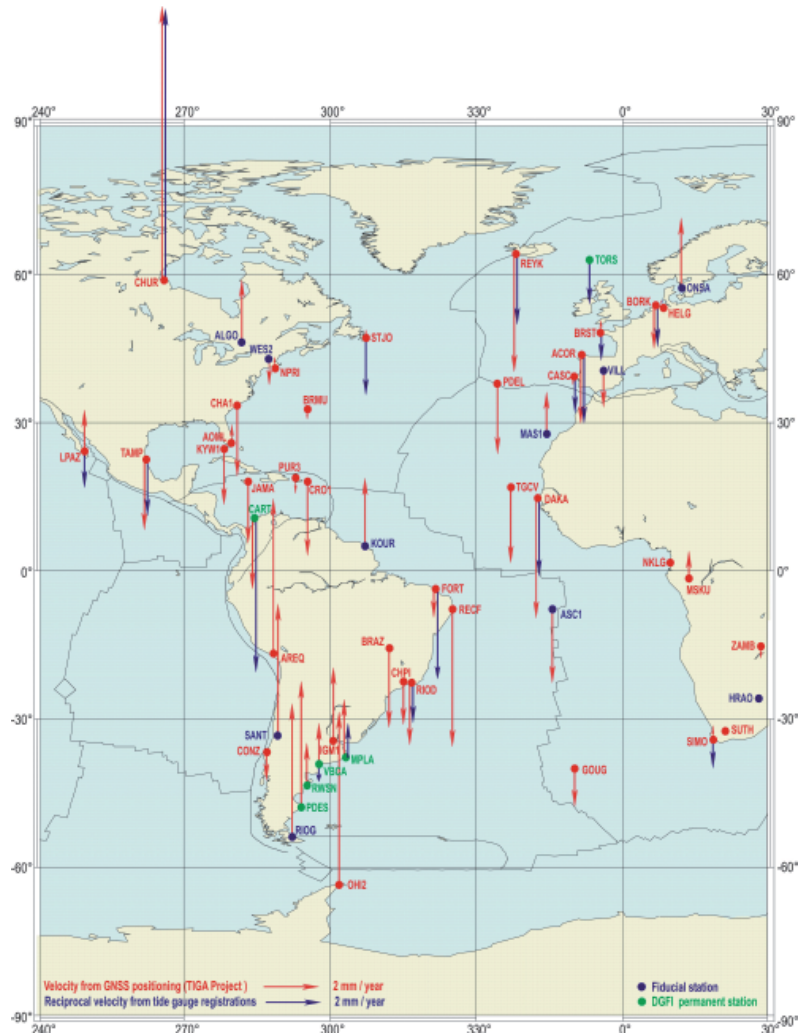 240° 270° 300° 330° 0° 30°
90° 90°
REYK TORS
60° 60°
CHUR ONSA
BORK HELG
ALGO STJO BRST
WES2 ACOR
NPRI CASC VILL
PDEL
CHA1 BRMU
30° 30°
AOML MAS1
KYW1
LPAZ TAMP PUR3
JAMA CRO1 TGCV
CART DAKA
KOUR
0° 0°
NKLG
MSKU
FORT
RECF ASC1
BRAZ ZAMB
AREQ CHPI
RIOD HRAO
-30° -30°
SANT SUTH
CONZ IGM1 MPLA SIMO
VBCA GOUG
RWSN
PDES
RIOG
-60° -60°
OHI2
Velocity from GNSS positioning (TIGA Project ) 2 mm / year Fiducial station
Reciprocal velocity from tide gauge registrations 2 mm / year DGFI permanent station
-90° -90°
240° 270° 300° 330° 0° 30°